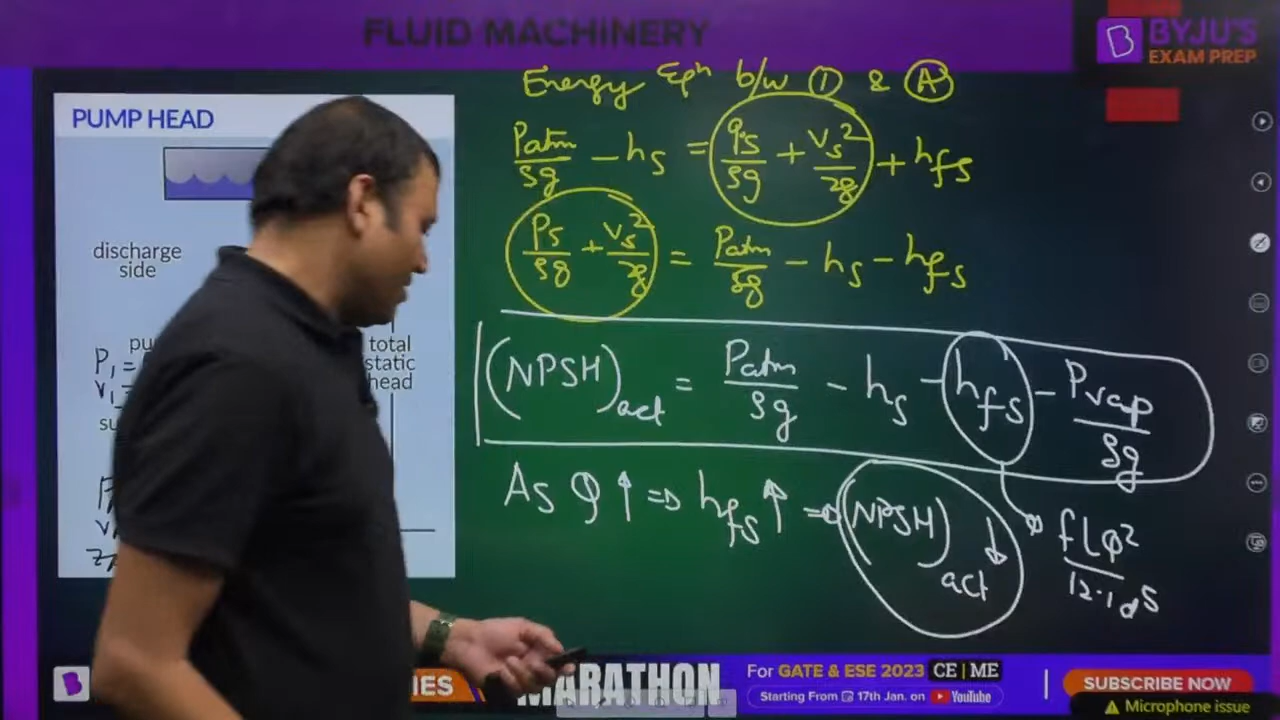 FLUID MACHINERY
BYJU'S
EXAM PREP
PUMP HEAD
discharge
side
total
static
head
Energy Eqⁿ b/w ① & Ⓐ
Patm/ρg - hs = Ps/ρg + Vs²/2g + hfs
Ps/ρg + Vs²/2g = Patm/ρg - hs - hfs
(NPSH)act = Patm/ρg - hs - hfs - Pvap/ρg
As Q ↑ ⇒ hfs ↑ ⇒ (NPSH)act ↓
fLQ²/12.1d5
MARATHON
For GATE & ESE 2023 CE | ME
Starting From 17th Jan. on YouTube
SUBSCRIBE NOW
Microphone issue